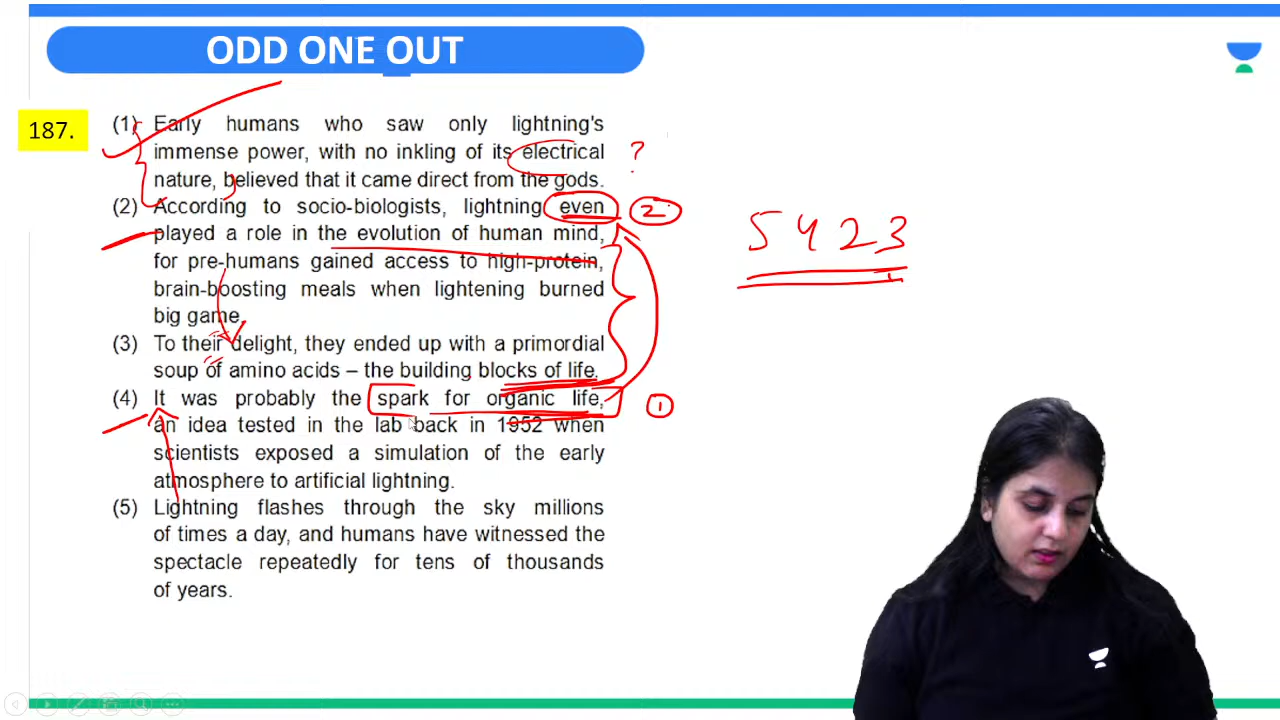 ODD ONE OUT
187.
(1) Early humans who saw only lightning's
immense power, with no inkling of its electrical
nature, believed that it came direct from the gods.
?
(2) According to socio-biologists, lightning even
2
played a role in the evolution of human mind,
for pre-humans gained access to high-protein,
brain-boosting meals when lightening burned
big game.
5423
(3) To their delight, they ended up with a primordial
soup of amino acids – the building blocks of life.
(4) It was probably the spark for organic life,
1
an idea tested in the lab back in 1952 when
scientists exposed a simulation of the early
atmosphere to artificial lightning.
(5) Lightning flashes through the sky millions
of times a day, and humans have witnessed the
spectacle repeatedly for tens of thousands
of years.